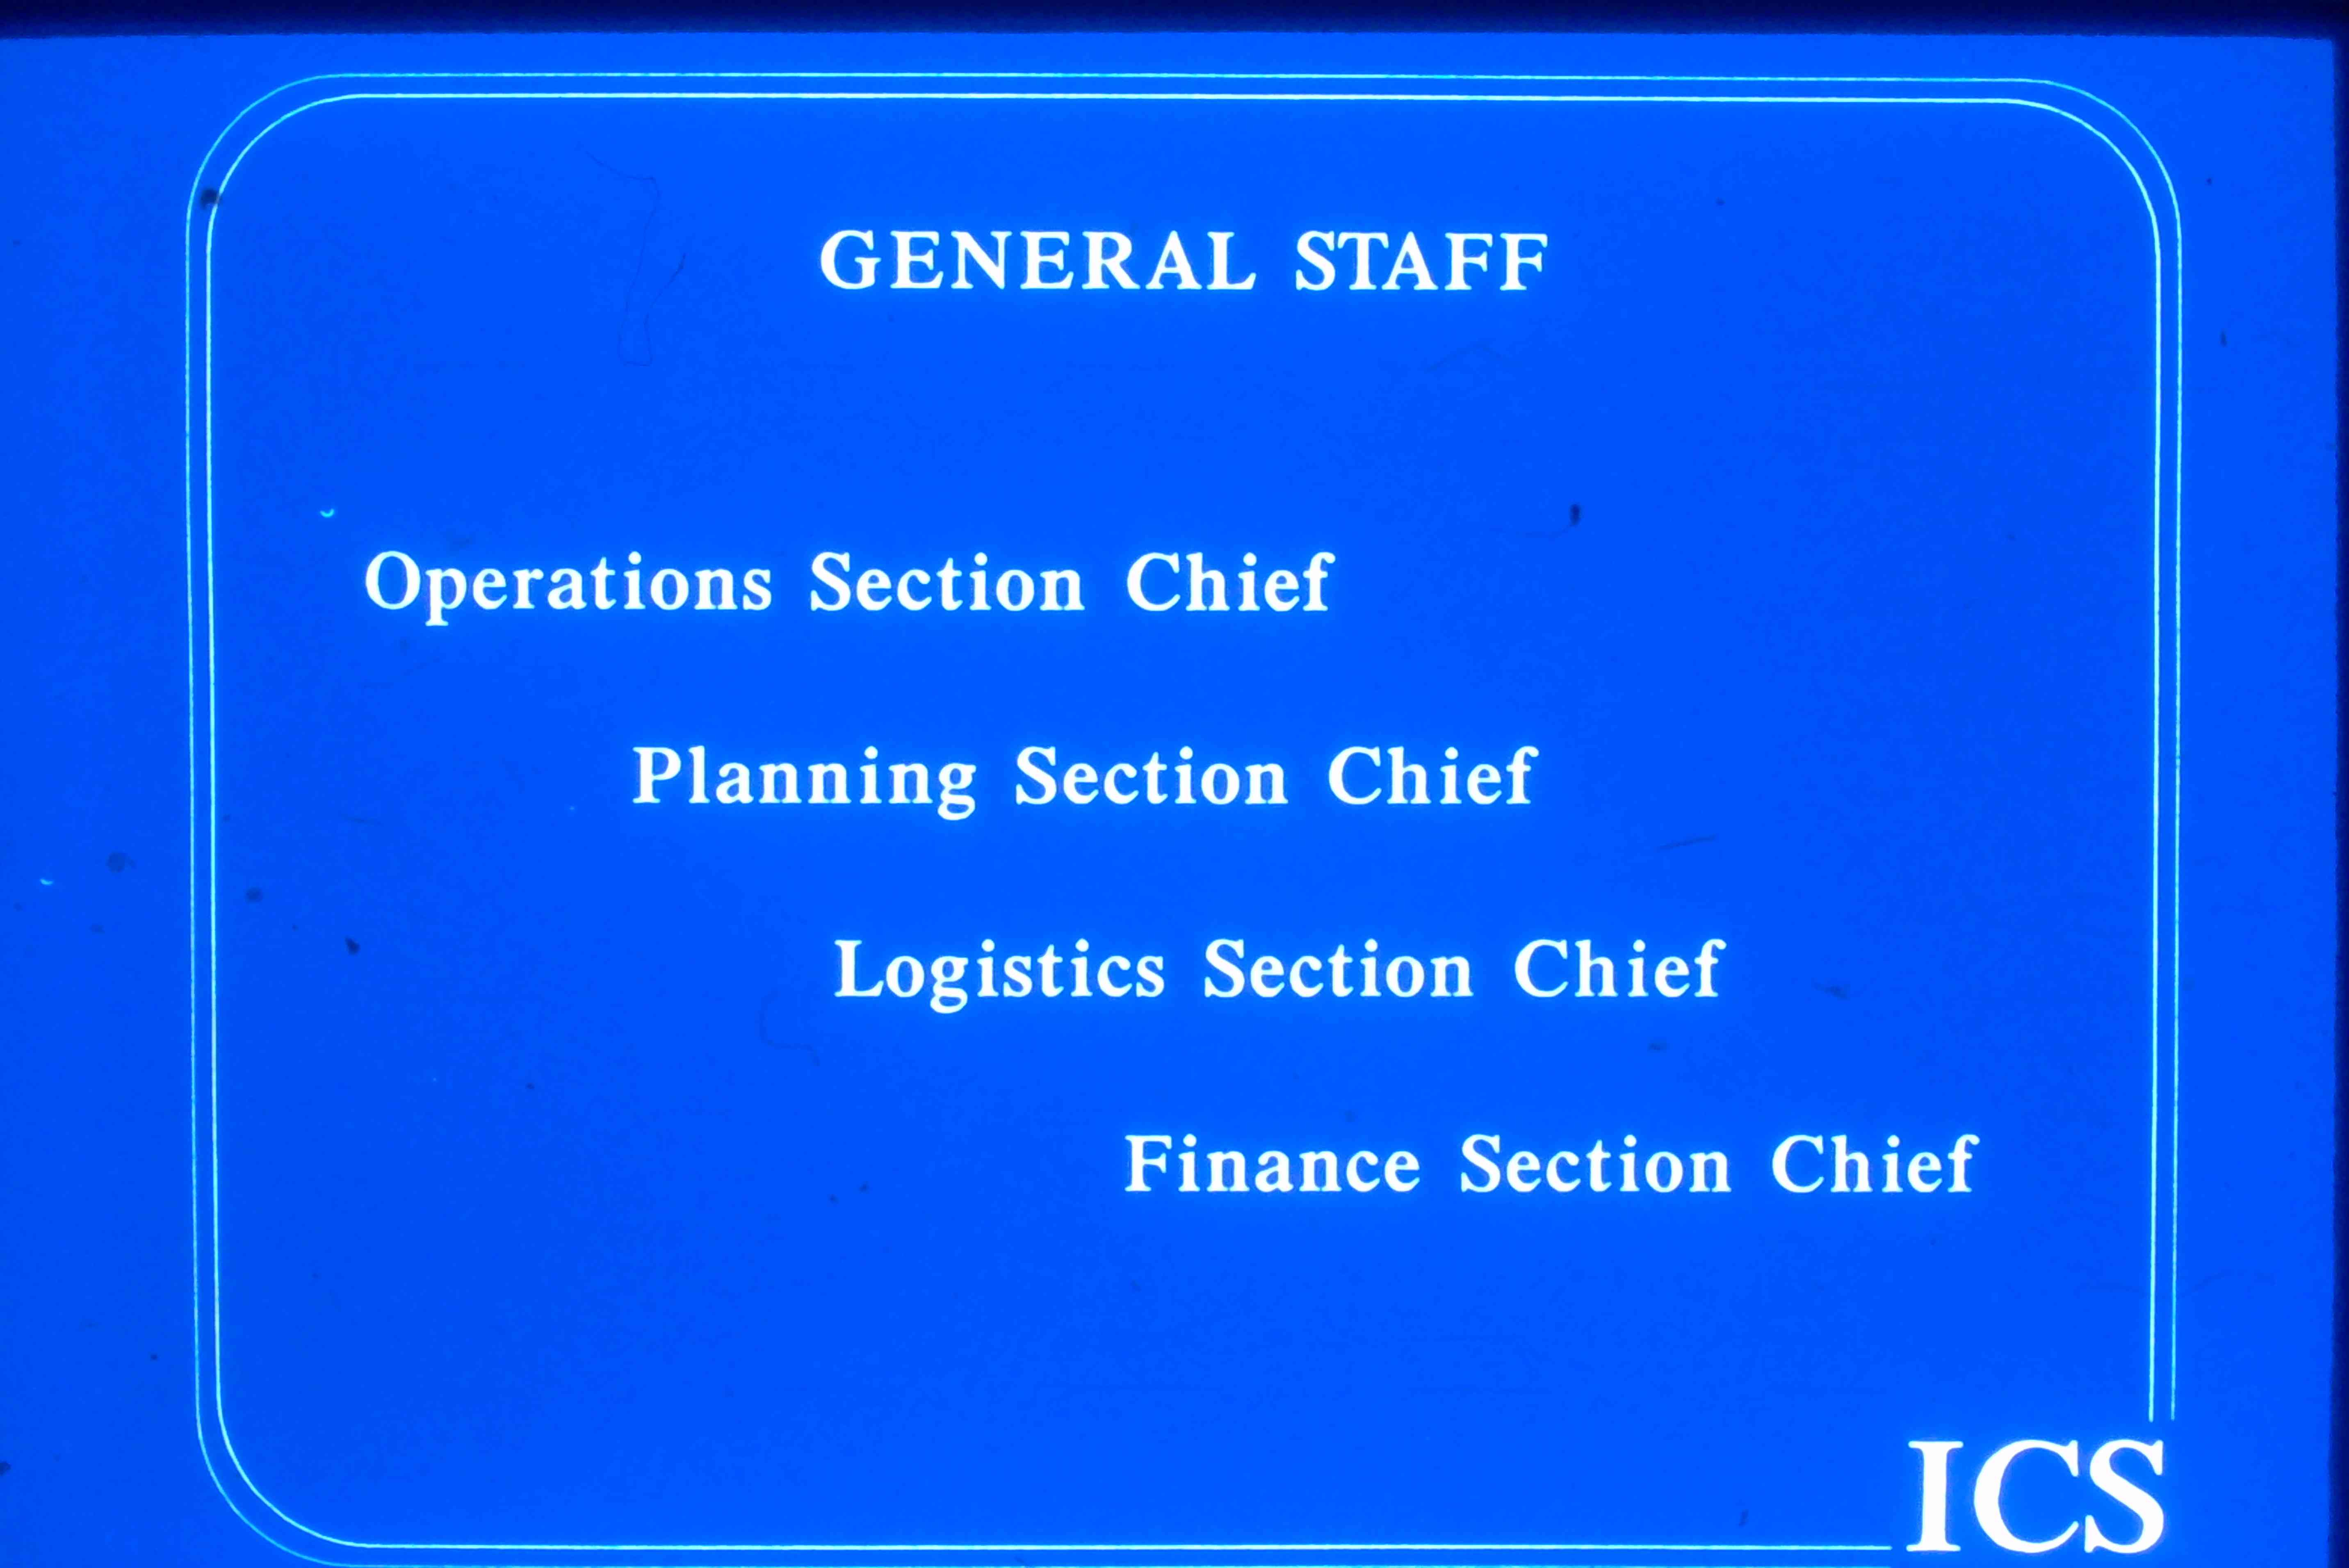 GENERAL STAFF
Operations Section Chief
Planning Section Chief
Logistics Section Chief
Finance Section Chief
ICS